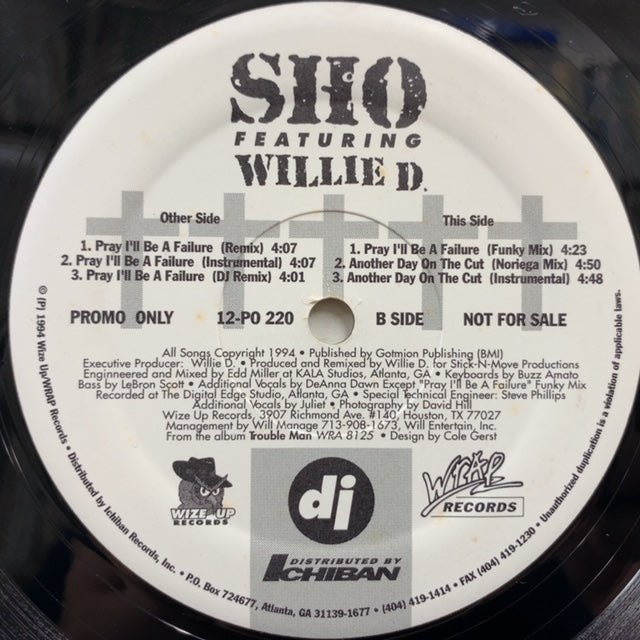 SHO
FEATURING
WILLIE D.
Other Side
1. Pray I'll Be A Failure (Remix) 4:07
2. Pray I'll Be A Failure (Instrumental) 4:07
3. Pray I'll Be A Failure (DJ Remix) 4:01
This Side
1. Pray I'll Be A Failure (Funky Mix) 4:23
2. Another Day On The Cut (Noriega Mix) 4:50
3. Another Day On The Cut (Instrumental) 4:48
PROMO ONLY 12-PO 220 B SIDE NOT FOR SALE
All Songs Copyright 1994 • Published by Gotmion Publishing (BMI)
Executive Producer: Willie D. • Produced and Remixed by Willie D. for Stick-N-Move Productions
Enginneered and Mixed by Edd Miller at KALA Studios, Atlanta, GA • Keyboards by Buzz Amato
Bass by LeBron Scott • Additional Vocals by DeAnna Dawn Except "Pray I'll Be A Failure" Funky Mix
Recorded at The Digital Edge Studio, Atlanta, GA • Special Technical Engineer: Steve Phillips
Additional Vocals by Juliet • Photography by David Hill
Wize Up Records, 3907 Richmond Ave. #140, Houston, TX 77027
Management by Will Manage 713-908-1673, Will Entertain, Inc.
From the album Trouble Man WRA 8125 • Design by Cole Gerst
WIZE UP
RECORDS
dj
DISTRIBUTED BY
ICHIBAN
WRAP
RECORDS
© (P) 1994 Wize Up/WRAP Records • Distributed by Ichiban Records, Inc. • P.O. Box 724677, Atlanta, GA 31139-1677 • (404) 419-1414 • FAX (404) 419-1230 • Unauthorized duplication is a violation of applicable laws.